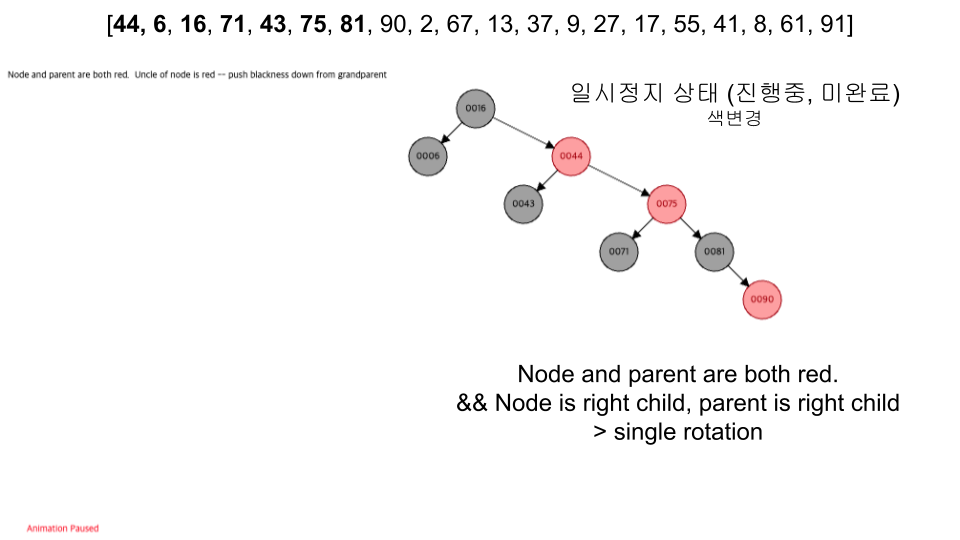 [44, 6, 16, 71, 43, 75, 81, 90, 2, 67, 13, 37, 9, 27, 17, 55, 41, 8, 61, 91]
Node and parent are both red.  Uncle of node is red -- push blackness down from grandparent
일시정지 상태 (진행중, 미완료)
색변경
0016
0006
0044
0043
0075
0071
0081
0090
Node and parent are both red.
&& Node is right child, parent is right child
> single rotation
Animation Paused